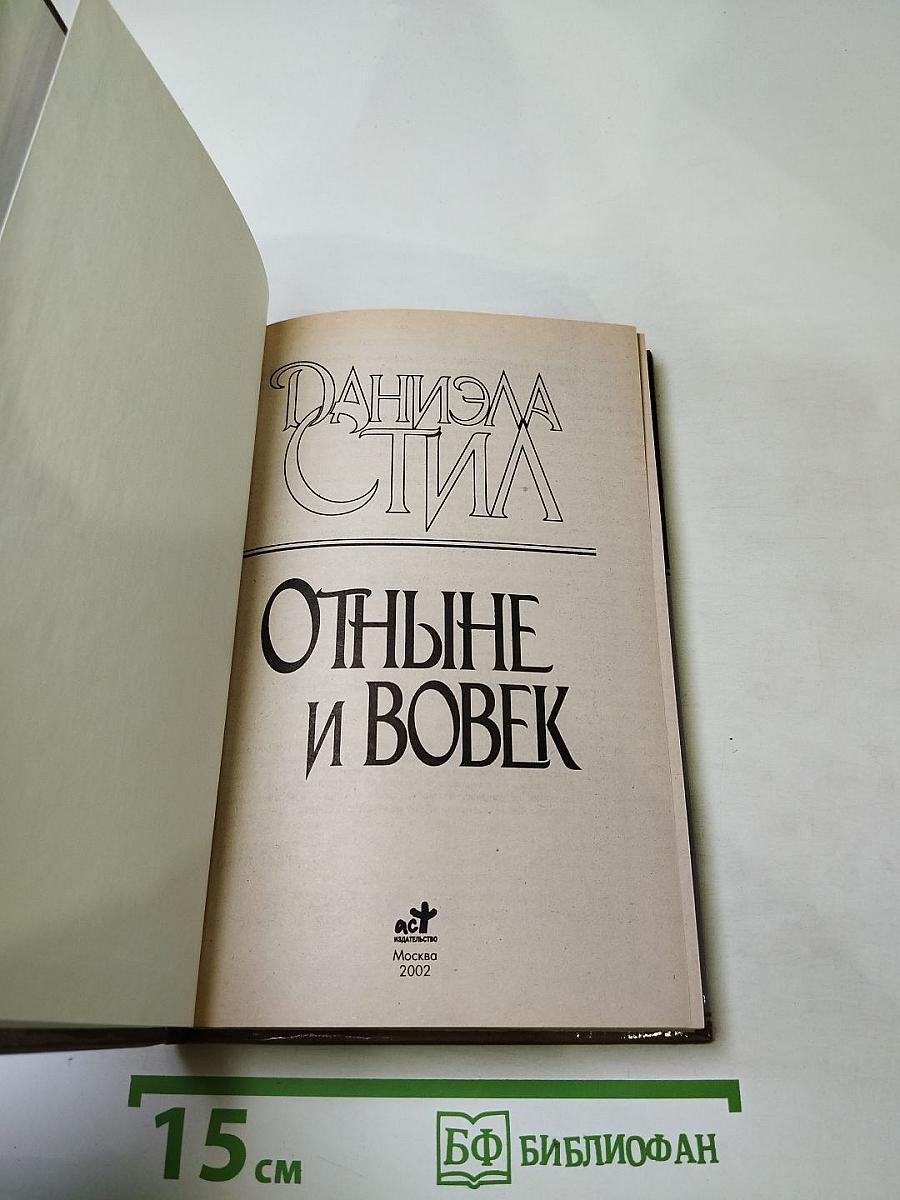 Даниэла
Стил
Отныне
и вовек
аст
издательство
Москва
2002
15 см
БФ БИБЛИОФАН